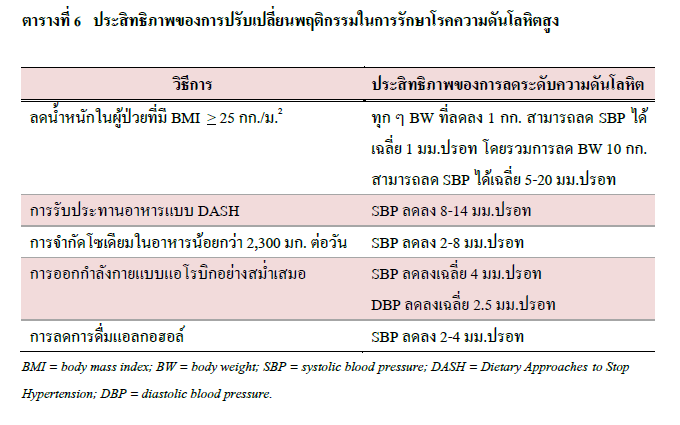 ตารางที่ 6 ประสิทธิภาพของการปรับเปลี่ยนพฤติกรรมในการรักษาโรคความดันโลหิตสูง
วิธีการ ประสิทธิภาพของการลดระดับความดันโลหิต
ลดน้ำหนักในผู้ป่วยที่มี BMI ≥ 25 กก./ม.² ทุก ๆ BW ที่ลดลง 1 กก. สามารถลด SBP ได้
เฉลี่ย 1 มม.ปรอท โดยรวมการลด BW 10 กก.
สามารถลด SBP ได้เฉลี่ย 5-20 มม.ปรอท
การรับประทานอาหารแบบ DASH SBP ลดลง 8-14 มม.ปรอท
การจำกัดโซเดียมในอาหารน้อยกว่า 2,300 มก. ต่อวัน SBP ลดลง 2-8 มม.ปรอท
การออกกำลังกายแบบแอโรบิกอย่างสม่ำเสมอ SBP ลดลงเฉลี่ย 4 มม.ปรอท
DBP ลดลงเฉลี่ย 2.5 มม.ปรอท
การลดการดื่มแอลกอฮอล์ SBP ลดลง 2-4 มม.ปรอท
BMI = body mass index; BW = body weight; SBP = systolic blood pressure; DASH = Dietary Approaches to Stop
Hypertension; DBP = diastolic blood pressure.